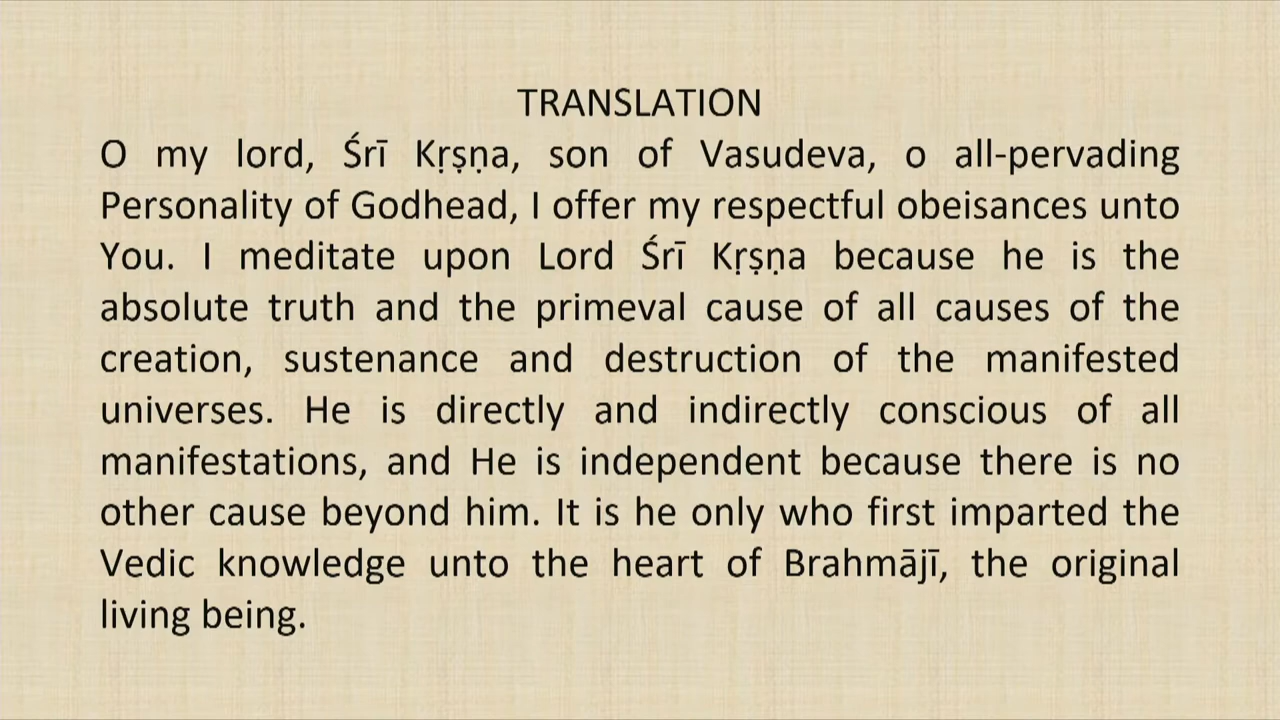 TRANSLATION
O my lord, Śrī Kṛṣṇa, son of Vasudeva, o all-pervading
Personality of Godhead, I offer my respectful obeisances unto
You. I meditate upon Lord Śrī Kṛṣṇa because he is the
absolute truth and the primeval cause of all causes of the
creation, sustenance and destruction of the manifested
universes. He is directly and indirectly conscious of all
manifestations, and He is independent because there is no
other cause beyond him. It is he only who first imparted the
Vedic knowledge unto the heart of Brahmājī, the original
living being.